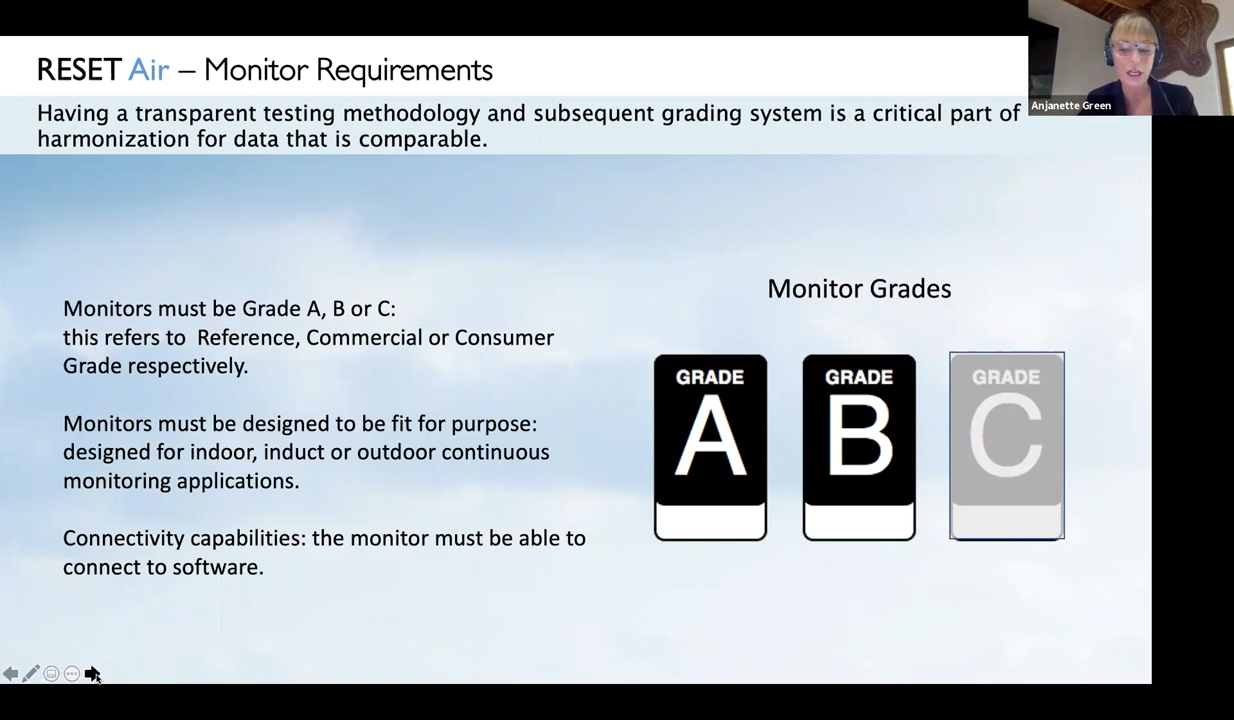 RESET Air – Monitor Requirements
Having a transparent testing methodology and subsequent grading system is a critical part of
harmonization for data that is comparable.
Anjanette Green
Monitors must be Grade A, B or C:
this refers to  Reference, Commercial or Consumer
Grade respectively.
Monitors must be designed to be fit for purpose:
designed for indoor, induct or outdoor continuous
monitoring applications.
Connectivity capabilities: the monitor must be able to
connect to software.
Monitor Grades
GRADE
A
GRADE
B
GRADE
C